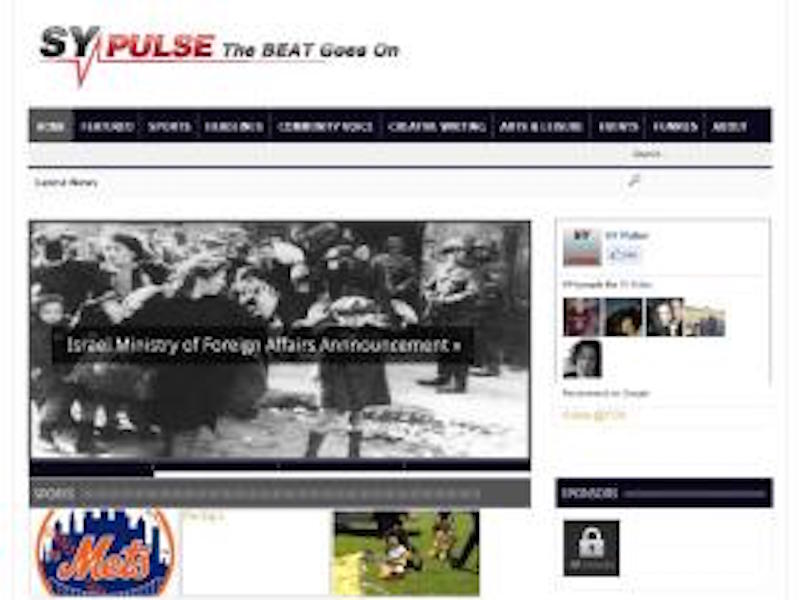 SY PULSE The BEAT Goes On
HOME FEATURED SPORTS HEADLINES COMMUNITY VOICE CREATIVE WRITING ARTS & LEISURE EVENTS FUNNIES ABOUT
Search
Latest News
Israel Ministry of Foreign Affairs Annnouncement »
SY Pulse
SPORTS
SPONSORS
Mets